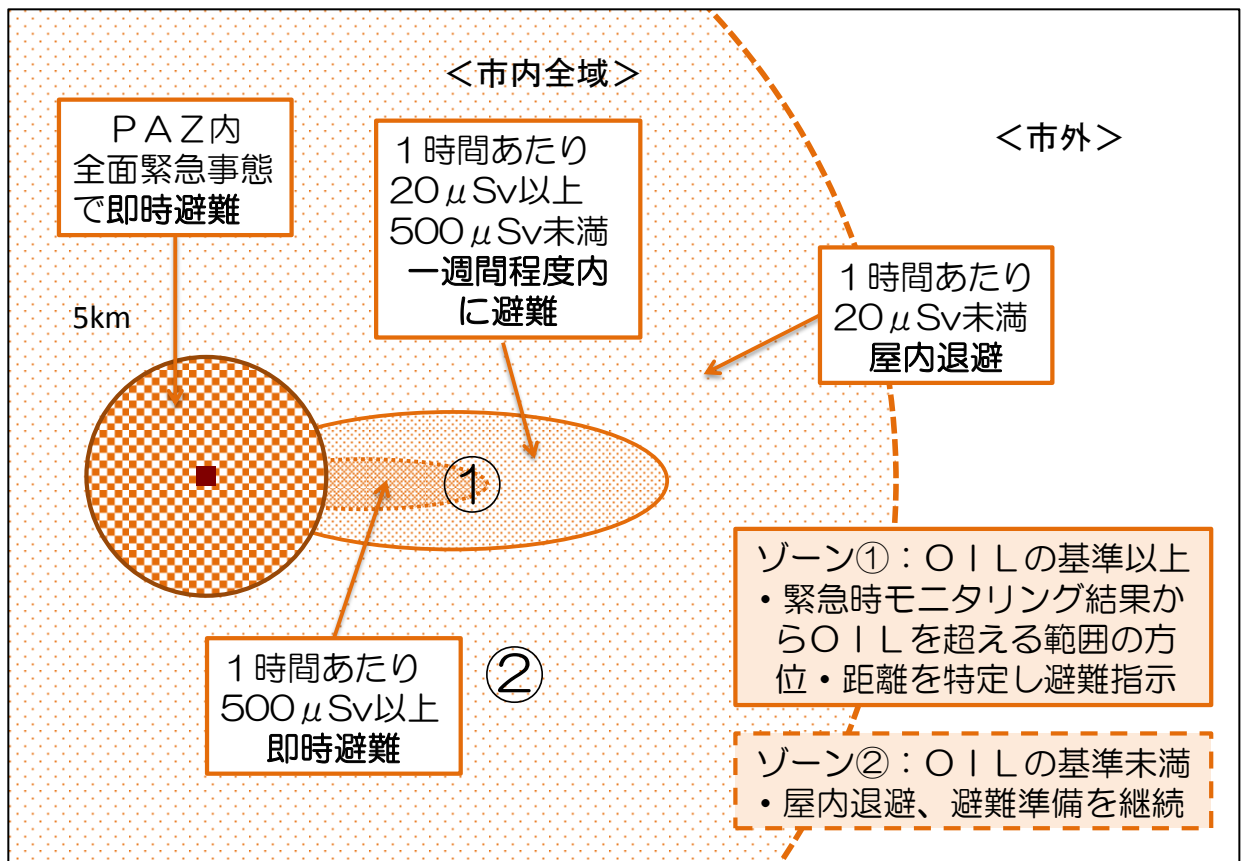 ＜市内全域＞
＜市外＞
ＰＡＺ内
全面緊急事態
で即時避難
１時間あたり
20μSv以上
500μSv未満
一週間程度内
に避難
１時間あたり
20μSv未満
屋内退避
5km
①
１時間あたり
500μSv以上
即時避難
②
ゾーン①：ＯＩＬの基準以上
・緊急時モニタリング結果か
らＯＩＬを超える範囲の方
位・距離を特定し避難指示
ゾーン②：ＯＩＬの基準未満
・屋内退避、避難準備を継続